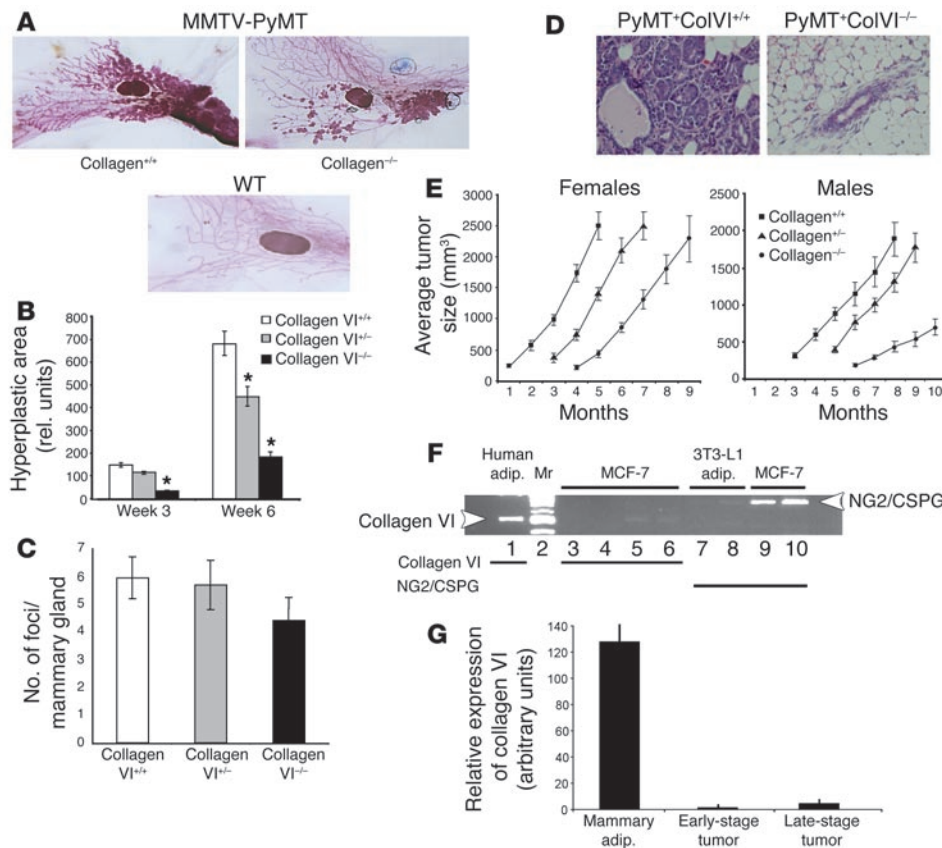 A
MMTV-PyMT
Collagen+/+
Collagen−/−
WT
B
Hyperplastic area
(rel. units)
800
700
600
500
400
300
200
100
0
Collagen VI+/+
Collagen VI+/−
Collagen VI−/−
*
*
*
Week 3
Week 6
C
No. of foci/
mammary gland
7
6
5
4
3
2
1
0
Collagen
VI+/+
Collagen
VI+/−
Collagen
VI−/−
D
PyMT+ColVI+/+
PyMT+ColVI−/−
E
Females
Average tumor
size (mm3)
3000
2500
2000
1500
1000
500
0
1 2 3 4 5 6 7 8 9
Months
Males
Collagen+/+
Collagen+/−
Collagen−/−
3000
2500
2000
1500
1000
500
0
1 2 3 4 5 6 7 8 9 10
Months
F
Human
adip.
Mr
MCF-7
3T3-L1
adip.
MCF-7
Collagen VI
NG2/CSPG
1 2 3 4 5 6 7 8 9 10
Collagen VI
NG2/CSPG
G
Relative expression
of collagen VI
(arbitrary units)
140
120
100
80
60
40
20
0
Mammary
adip.
Early-stage
tumor
Late-stage
tumor